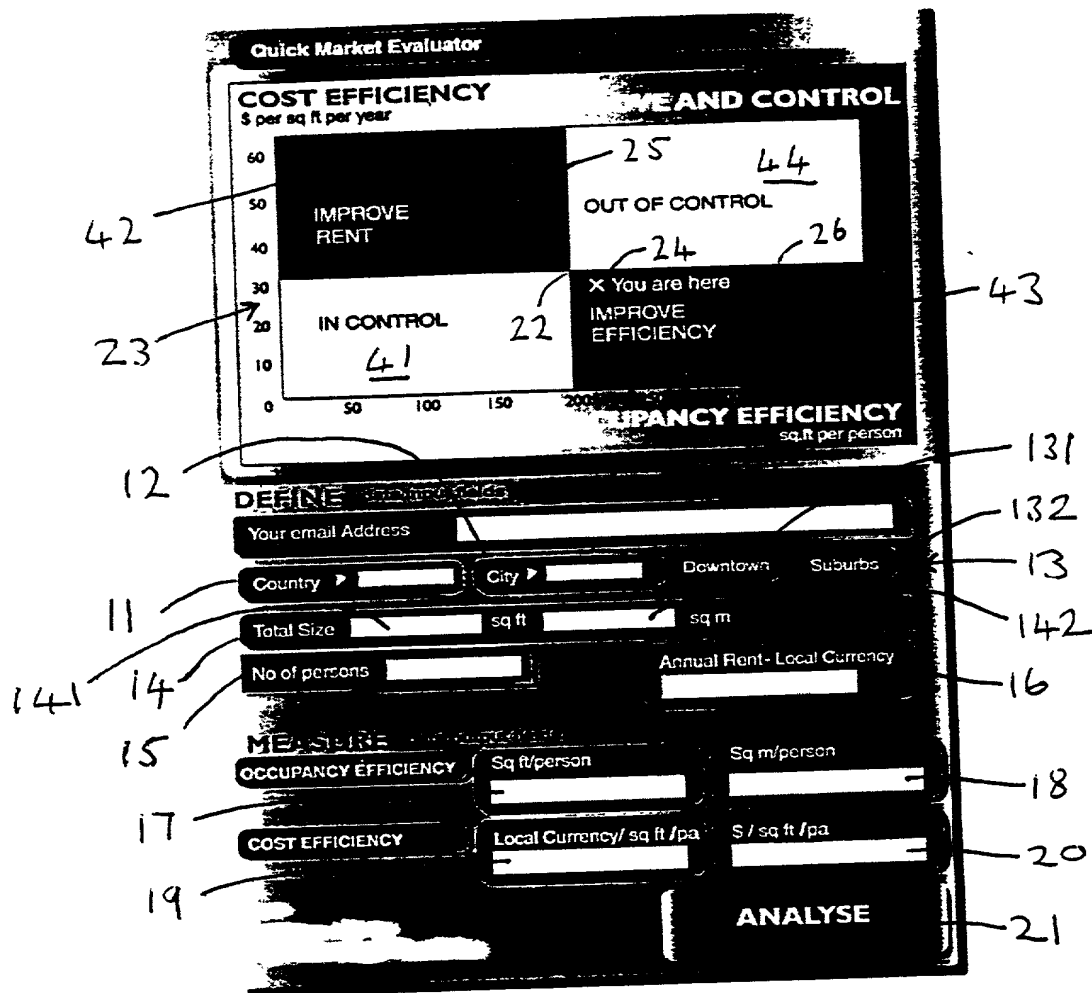 Quick Market Evaluator
COST EFFICIENCY
$ per sq ft per year
AND CONTROL
60
50
40
30
20
10
0
25
44
42
IMPROVE
RENT
OUT OF CONTROL
24
26
× You are here
22
IMPROVE
EFFICIENCY
43
23
IN CONTROL
41
50
100
150
200
EFFICIENCY
sq.ft per person
12
131
DEFINE
Your email Address
132
Country
City
Downtown
Suburbs
13
11
Total Size
sq ft
sq m
142
141
14
No of persons
Annual Rent - Local Currency
16
15
MEASURE
OCCUPANCY EFFICIENCY
Sq ft/person
Sq m/person
18
17
COST EFFICIENCY
Local Currency/ sq ft /pa
$ / sq ft /pa
20
19
ANALYSE
21